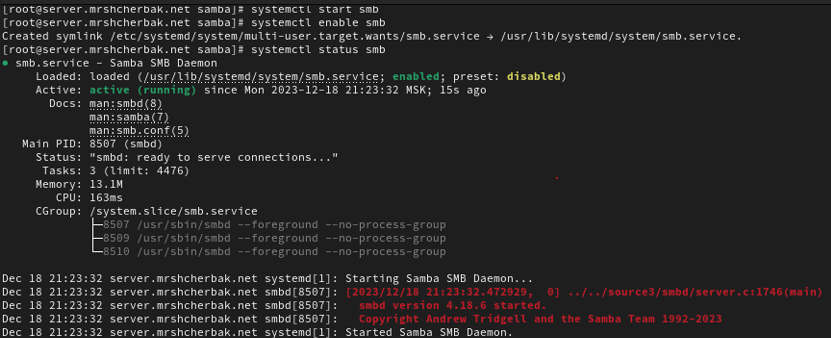 [root@server.mrshcherbak.net samba]# systemctl start smb
[root@server.mrshcherbak.net samba]# systemctl enable smb
Created symlink /etc/systemd/system/multi-user.target.wants/smb.service → /usr/lib/systemd/system/smb.service.
[root@server.mrshcherbak.net samba]# systemctl status smb
● smb.service - Samba SMB Daemon
     Loaded: loaded (/usr/lib/systemd/system/smb.service; enabled; preset: disabled)
     Active: active (running) since Mon 2023-12-18 21:23:32 MSK; 15s ago
       Docs: man:smbd(8)
             man:samba(7)
             man:smb.conf(5)
   Main PID: 8507 (smbd)
     Status: "smbd: ready to serve connections..."
      Tasks: 3 (limit: 4476)
     Memory: 13.1M
        CPU: 163ms
     CGroup: /system.slice/smb.service
             ├─8507 /usr/sbin/smbd --foreground --no-process-group
             ├─8509 /usr/sbin/smbd --foreground --no-process-group
             └─8510 /usr/sbin/smbd --foreground --no-process-group
Dec 18 21:23:32 server.mrshcherbak.net systemd[1]: Starting Samba SMB Daemon...
Dec 18 21:23:32 server.mrshcherbak.net smbd[8507]: [2023/12/18 21:23:32.472929,  0] ../../source3/smbd/server.c:1746(main)
Dec 18 21:23:32 server.mrshcherbak.net smbd[8507]:   smbd version 4.18.6 started.
Dec 18 21:23:32 server.mrshcherbak.net smbd[8507]:   Copyright Andrew Tridgell and the Samba Team 1992-2023
Dec 18 21:23:32 server.mrshcherbak.net systemd[1]: Started Samba SMB Daemon.